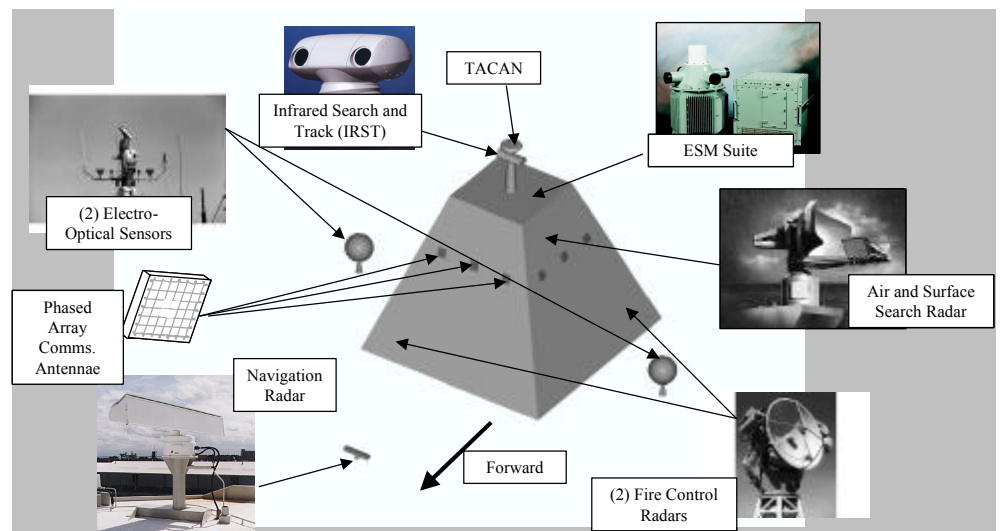 TACAN
Infrared Search and
Track (IRST)
ESM Suite
(2) Electro-
Optical Sensors
Air and Surface
Search Radar
Phased
Array
Comms.
Antennae
Navigation
Radar
Forward
(2) Fire Control
Radars